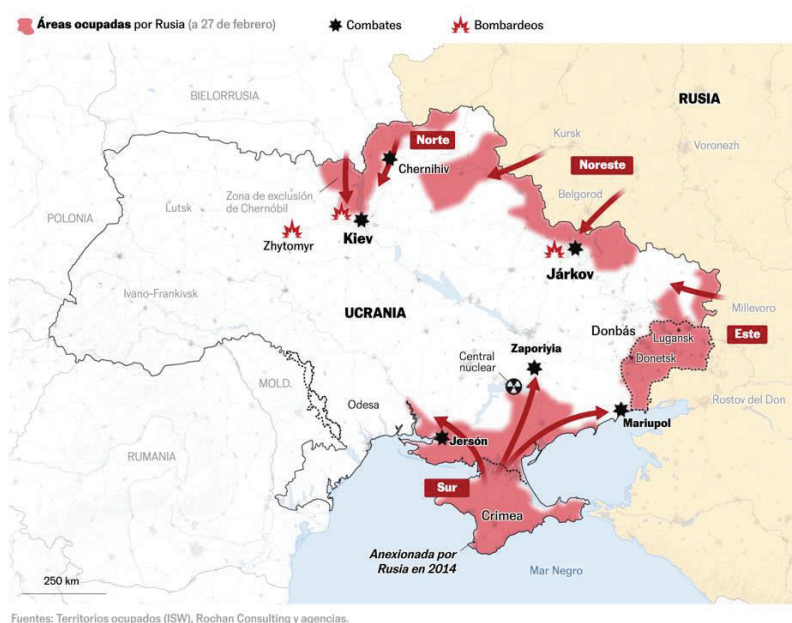 Áreas ocupadas por Rusia (a 27 de febrero)
Combates
Bombardeos
BIELORRUSIA
RUSIA
Norte
Kursk
Voronezh
Chernihiv
Noreste
Zona de exclusión
de Chernóbil
Belgorod
Lutsk
POLONIA
Kiev
Zhytomyr
Járkov
Ivano-Frankivsk
UCRANIA
Millevoro
Donbás
Lugansk
Este
Zaporiyia
Donetsk
Central
nuclear
MOLD.
Odesa
Rostov del Don
Mariupol
Jersón
RUMANIA
Sur
Crimea
Anexionada por
Rusia en 2014
Mar Negro
250 km
Fuentes: Territorios ocupados (ISW), Rochan Consulting y agencias.